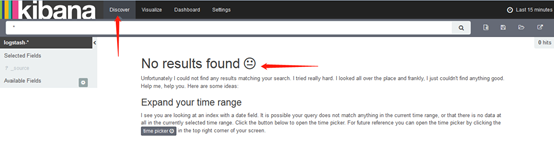 kibana Discover Visualize Dashboard Settings Last 15 minutes
*
logstash-* 0 hits
Selected Fields
? _source
Available Fields
No results found
Unfortunately I could not find any results matching your search. I tried really hard. I looked all over the place and frankly, I just couldn't find anything good.
Help me, help you. Here are some ideas:
Expand your time range
I see you are looking at an index with a date field. It is possible your query does not match anything in the current time range, or that there is no data at
all in the currently selected time range. Click the button below to open the time picker. For future reference you can open the time picker by clicking the
time picker in the top right corner of your screen.